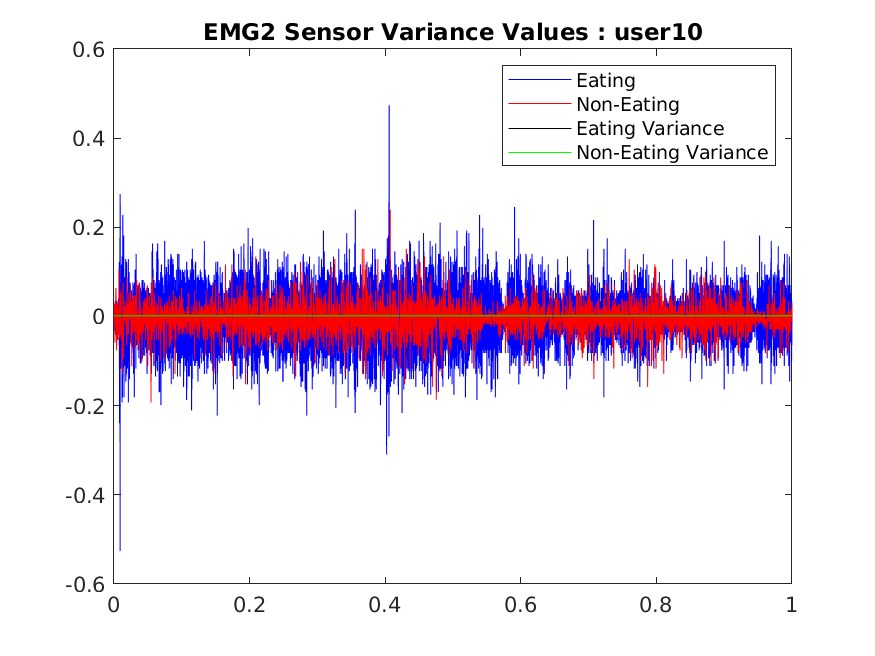 EMG2 Sensor Variance Values : user10
0.6
Eating
Non-Eating
Eating Variance
Non-Eating Variance
0.4
0.2
0
-0.2
-0.4
-0.6
0 0.2 0.4 0.6 0.8 1